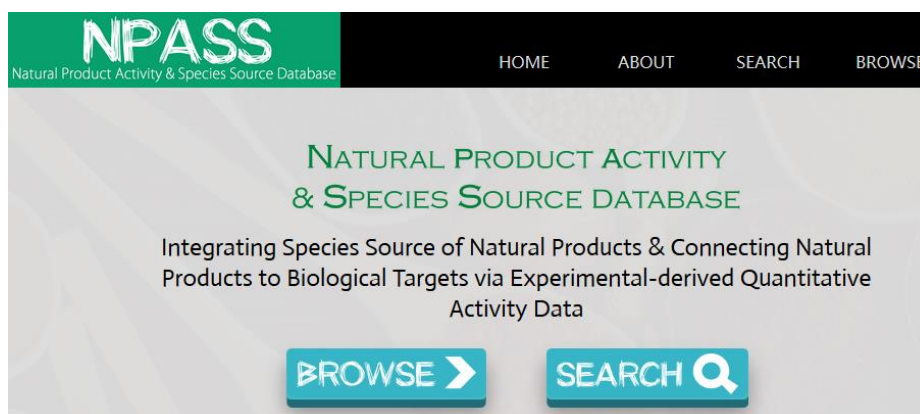 NPASS
Natural Product Activity & Species Source Database
HOME ABOUT SEARCH BROWSE
NATURAL PRODUCT ACTIVITY
& SPECIES SOURCE DATABASE
Integrating Species Source of Natural Products & Connecting Natural
Products to Biological Targets via Experimental-derived Quantitative
Activity Data
BROWSE SEARCH